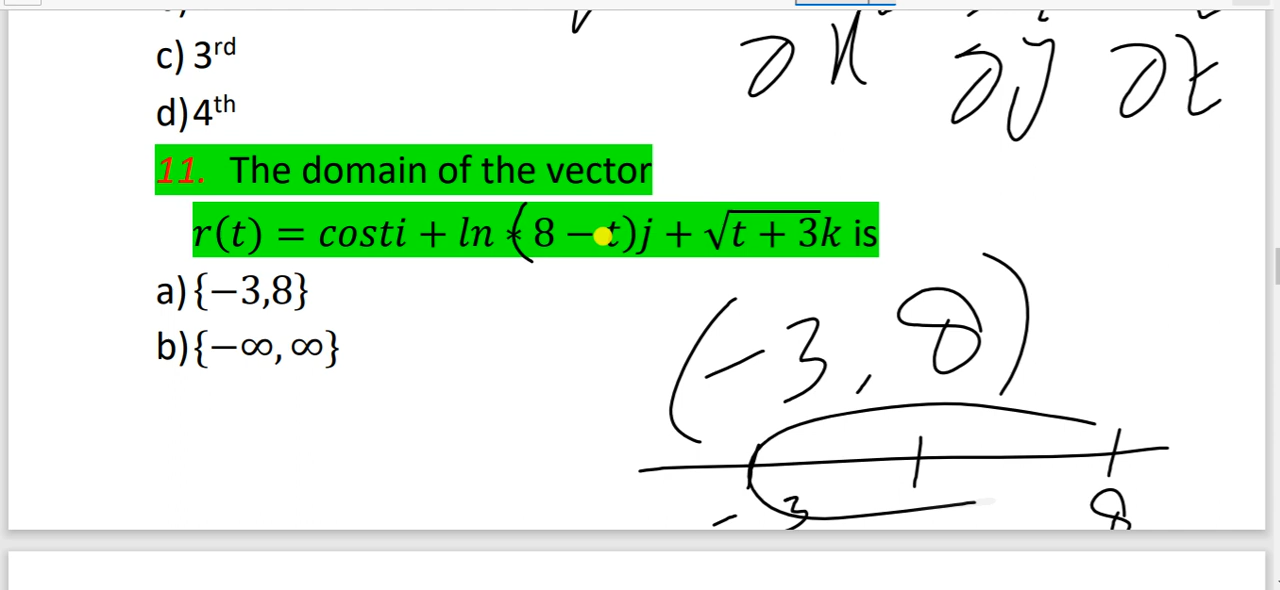 ∂x ∂y ∂z
c) 3rd
d) 4th
11. The domain of the vector
r(t) = costi + ln (8 − t)j + √t + 3k is
a) {−3,8}
b) {−∞, ∞}
(-3, 8)
-3 8